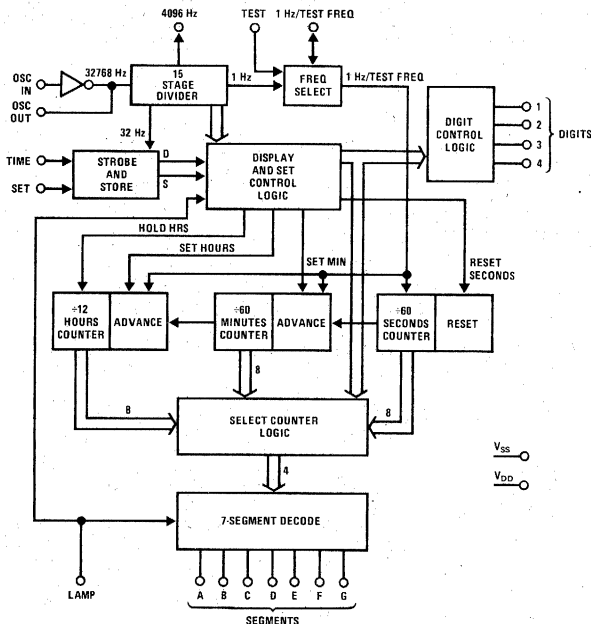 4096 Hz
TEST
1 Hz/TEST FREQ
OSC
IN
32768 Hz
15
STAGE
DIVIDER
1 Hz
FREQ
SELECT
1 Hz/TEST FREQ
OSC
OUT
DIGIT
CONTROL
LOGIC
1
2
3
4
DIGITS
32 Hz
TIME
SET
STROBE
AND
STORE
D
S
DISPLAY
AND SET
CONTROL
LOGIC
HOLD HRS
SET HOURS
SET MIN
RESET
SECONDS
÷12
HOURS
COUNTER
ADVANCE
÷60
MINUTES
COUNTER
ADVANCE
÷60
SECONDS
COUNTER
RESET
8
8
8
SELECT COUNTER
LOGIC
4
VSS
VDD
7-SEGMENT DECODE
LAMP
A B C D E F G
SEGMENTS